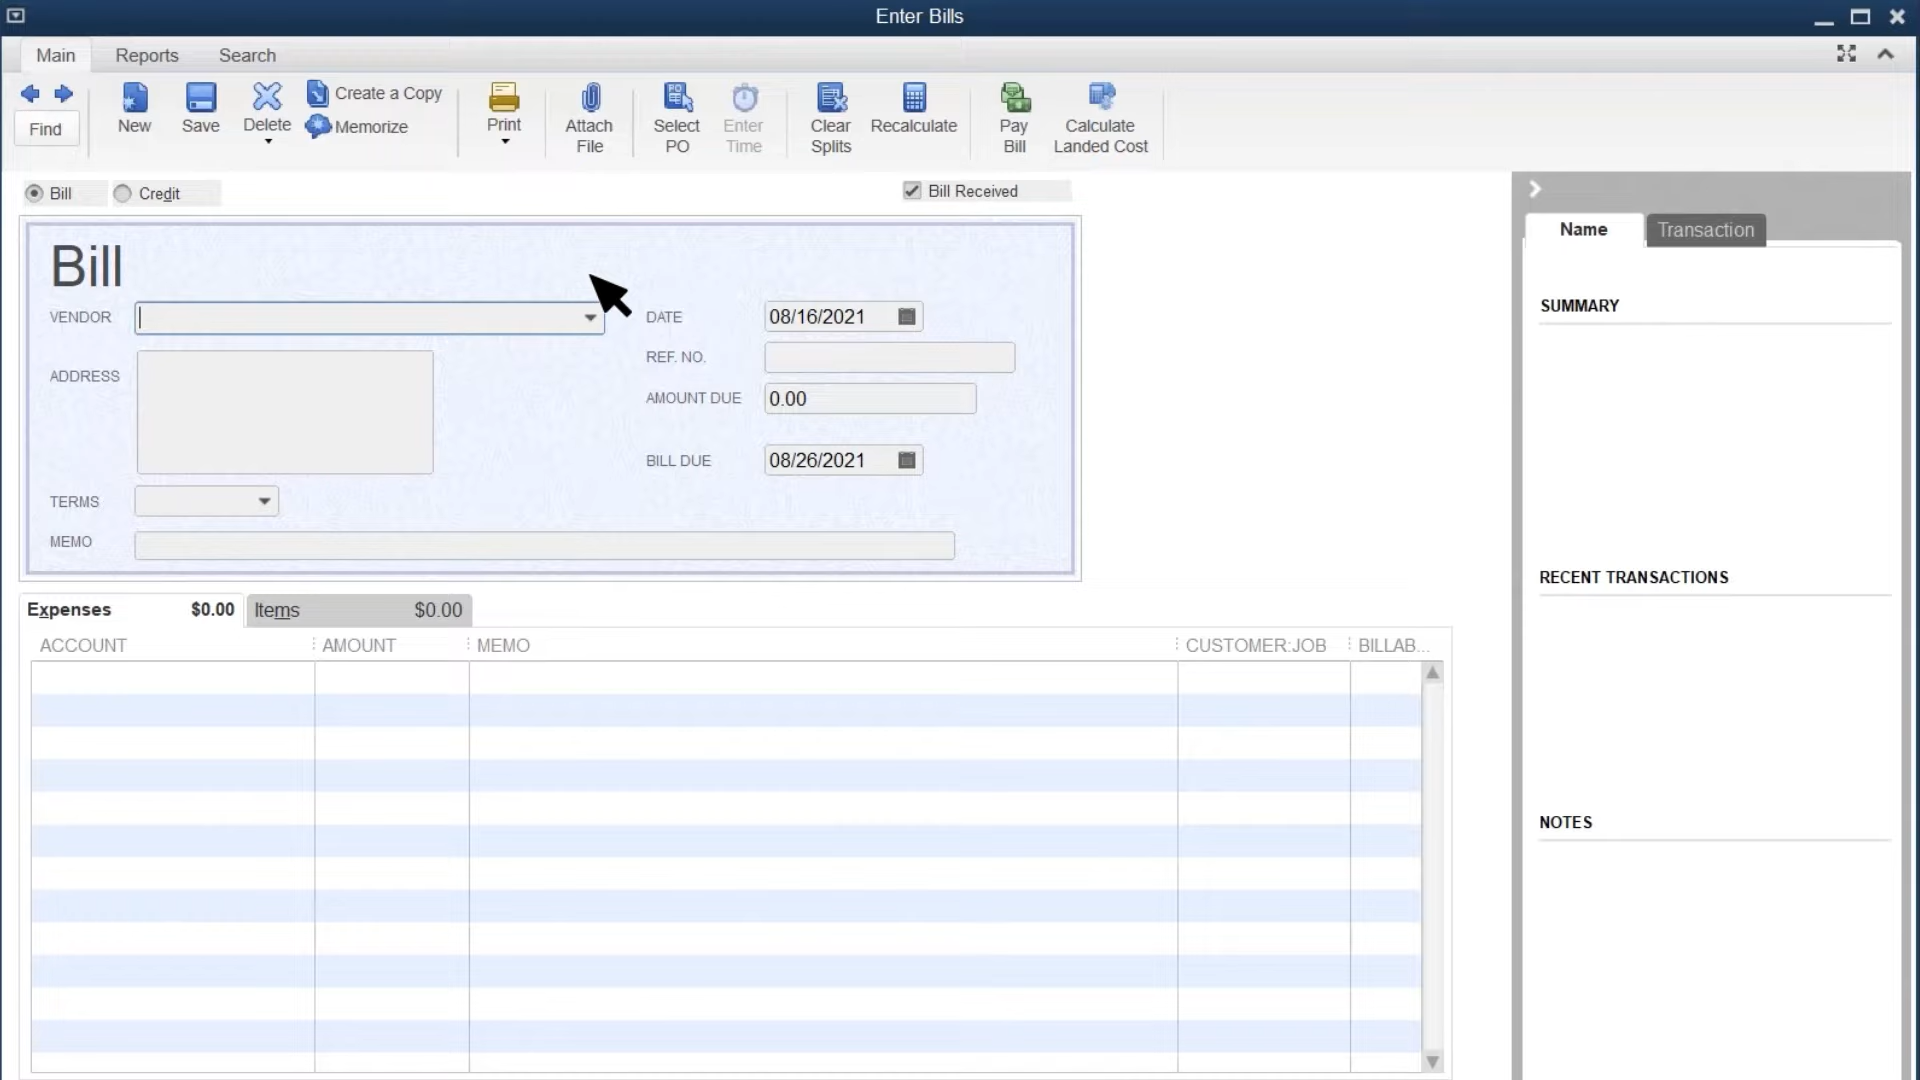 Enter Bills
Main Reports Search
Find
New
Save
Delete
Create a Copy
Memorize
Print
Attach
File
Select
PO
Enter
Time
Clear
Splits
Recalculate
Pay
Bill
Calculate
Landed Cost
Bill Credit Bill Received
Bill
VENDOR
ADDRESS
TERMS
MEMO
DATE 08/16/2021
REF. NO.
AMOUNT DUE 0.00
BILL DUE 08/26/2021
Expenses $0.00 Items $0.00
ACCOUNT AMOUNT MEMO CUSTOMER:JOB BILLAB...
Name Transaction
SUMMARY
RECENT TRANSACTIONS
NOTES